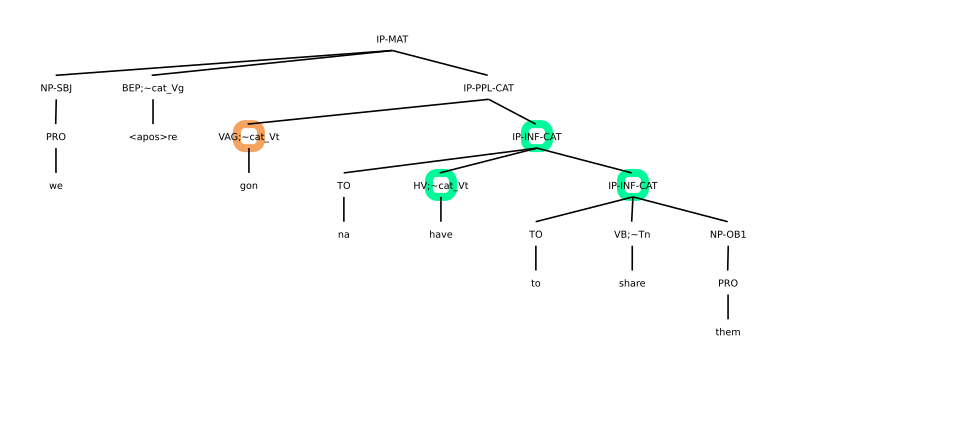 IP-MAT
NP-SBJ BEP;~cat_Vg IP-PPL-CAT
PRO <apos>re VAG;~cat_Vt IP-INF-CAT
we gon TO HV;~cat_Vt IP-INF-CAT
na have TO VB;~Tn NP-OB1
to share PRO
them